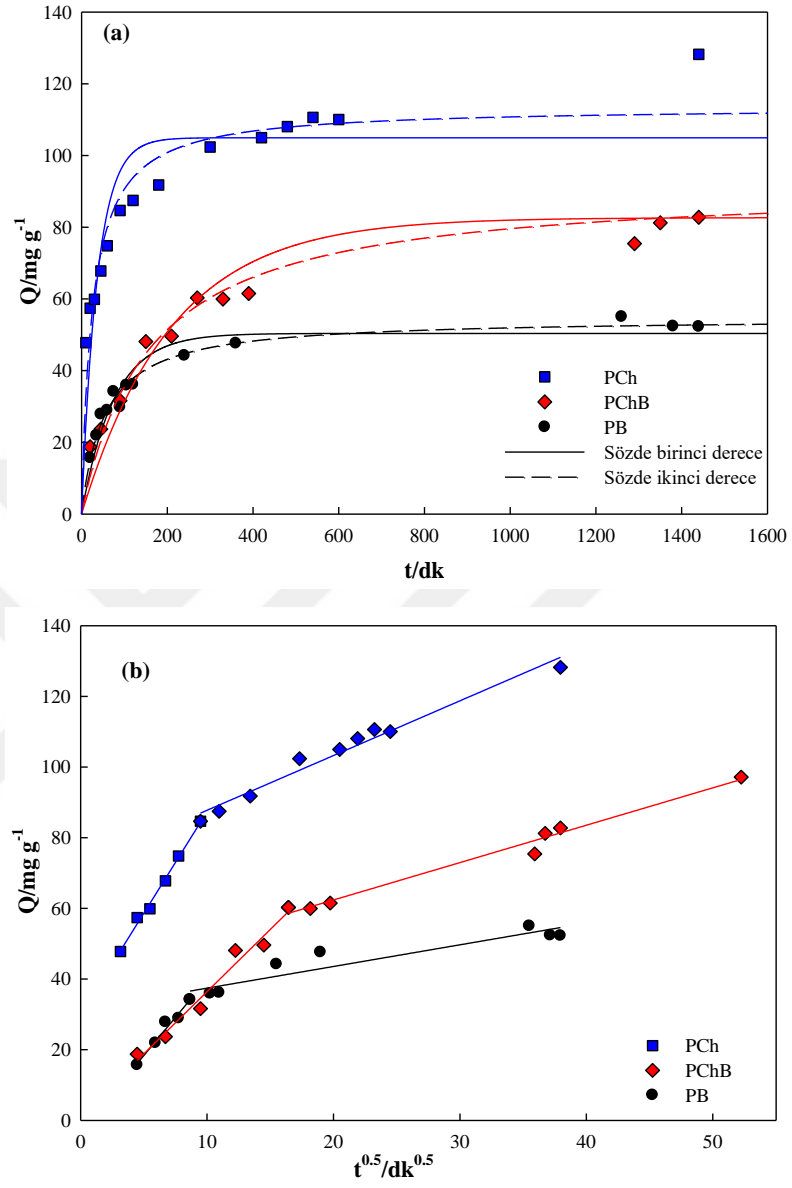 140
(a)
120
100
80
60
40
20
0
Q/mg g⁻¹
PCh
PChB
PB
Sözde birinci derece
Sözde ikinci derece
0 200 400 600 800 1000 1200 1400 1600
t/dk
140
(b)
120
100
80
60
40
20
0
Q/mg g⁻¹
PCh
PChB
PB
0 10 20 30 40 50
t⁰·⁵/dk⁰·⁵